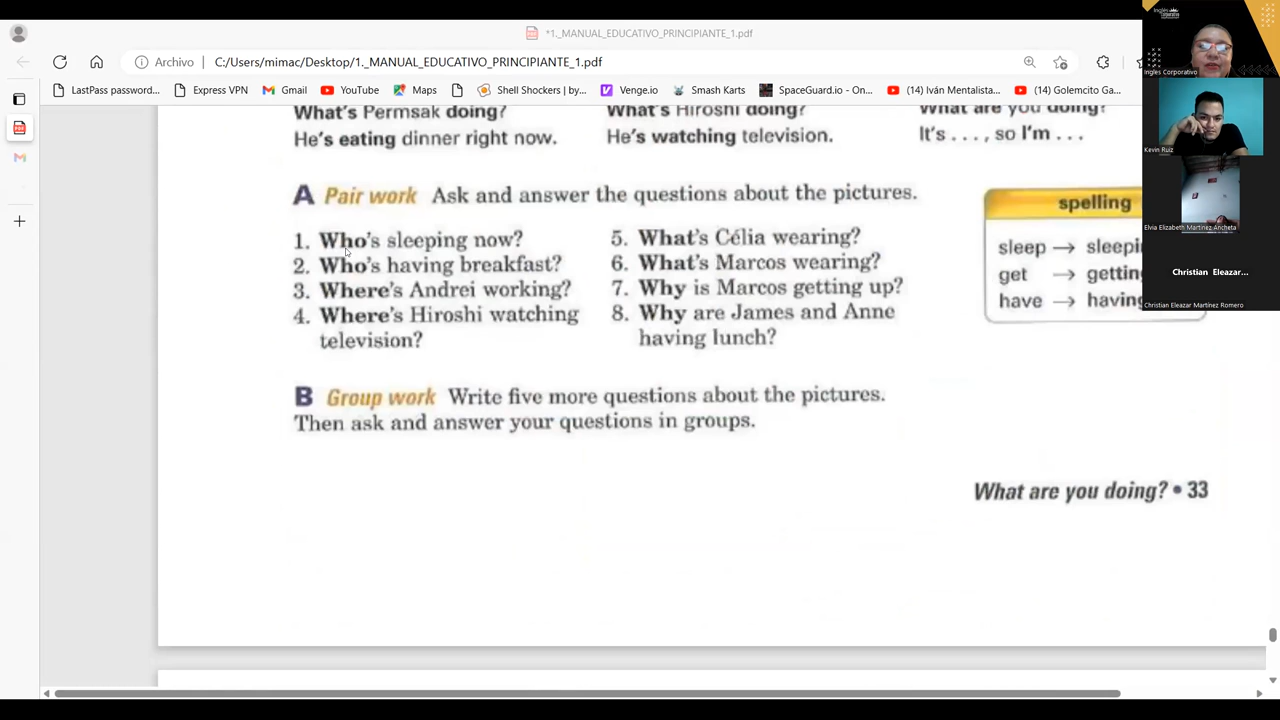 *1._MANUAL_EDUCATIVO_PRINCIPIANTE_1.pdf
Archivo C:/Users/mimac/Desktop/1._MANUAL_EDUCATIVO_PRINCIPIANTE_1.pdf
LastPass password... Express VPN Gmail YouTube Maps Shell Shockers | by... Venge.io Smash Karts SpaceGuard.io - On... (14) Iván Mentalista... (14) Golemcito Ga...
What's Permsak doing?
He's eating dinner right now.
What's Hiroshi doing?
He's watching television.
What are you doing?
It's . . . , so I'm . . .
A Pair work Ask and answer the questions about the pictures.
1. Who's sleeping now?
2. Who's having breakfast?
3. Where's Andrei working?
4. Where's Hiroshi watching
television?
5. What's Célia wearing?
6. What's Marcos wearing?
7. Why is Marcos getting up?
8. Why are James and Anne
having lunch?
spelling
sleep → sleepi
get → getting
have → having
B Group work Write five more questions about the pictures.
Then ask and answer your questions in groups.
What are you doing? • 33
Inglés Corporativo
Ingles Corporativo
Kevin Ruiz
Elvia Elizabeth Martinez Ancheta
Christian Eleazar...
Christian Eleazar Martínez Romero